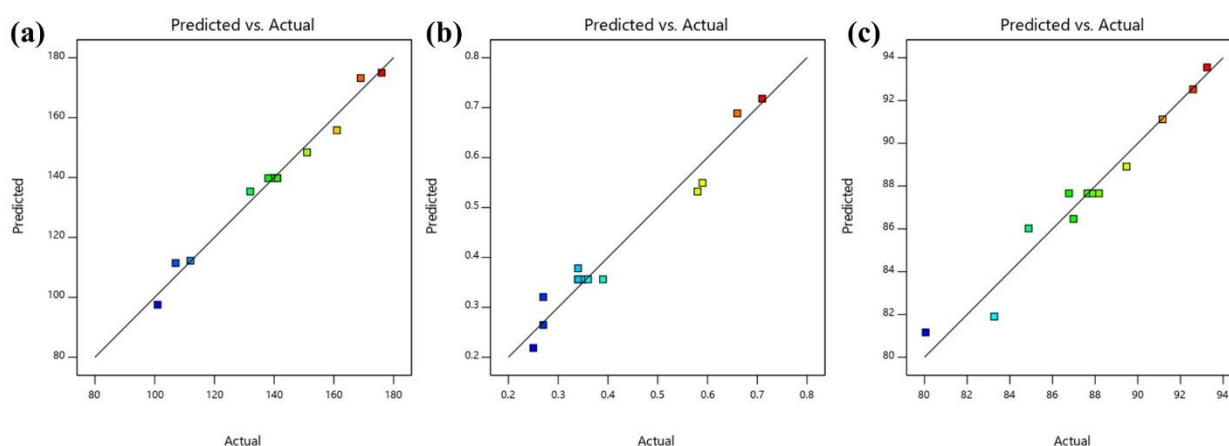 (a)
Predicted vs. Actual
Predicted
180
160
140
120
100
80
80 100 120 140 160 180
Actual
(b)
Predicted vs. Actual
Predicted
0.8
0.7
0.6
0.5
0.4
0.3
0.2
0.2 0.3 0.4 0.5 0.6 0.7 0.8
Actual
(c)
Predicted vs. Actual
Predicted
94
92
90
88
86
84
82
80
80 82 84 86 88 90 92 94
Actual